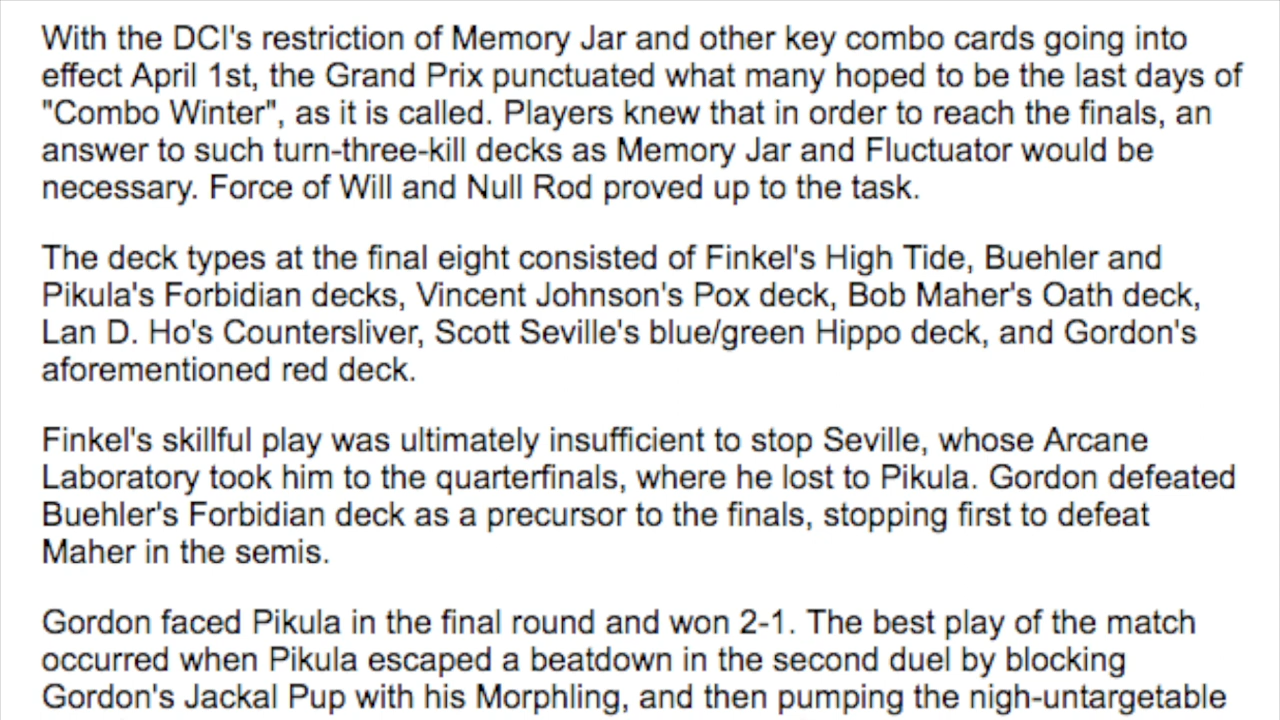 With the DCI's restriction of Memory Jar and other key combo cards going into
effect April 1st, the Grand Prix punctuated what many hoped to be the last days of
"Combo Winter", as it is called. Players knew that in order to reach the finals, an
answer to such turn-three-kill decks as Memory Jar and Fluctuator would be
necessary. Force of Will and Null Rod proved up to the task.
The deck types at the final eight consisted of Finkel's High Tide, Buehler and
Pikula's Forbidian decks, Vincent Johnson's Pox deck, Bob Maher's Oath deck,
Lan D. Ho's Countersliver, Scott Seville's blue/green Hippo deck, and Gordon's
aforementioned red deck.
Finkel's skillful play was ultimately insufficient to stop Seville, whose Arcane
Laboratory took him to the quarterfinals, where he lost to Pikula. Gordon defeated
Buehler's Forbidian deck as a precursor to the finals, stopping first to defeat
Maher in the semis.
Gordon faced Pikula in the final round and won 2-1. The best play of the match
occurred when Pikula escaped a beatdown in the second duel by blocking
Gordon's Jackal Pup with his Morphling, and then pumping the nigh-untargetable